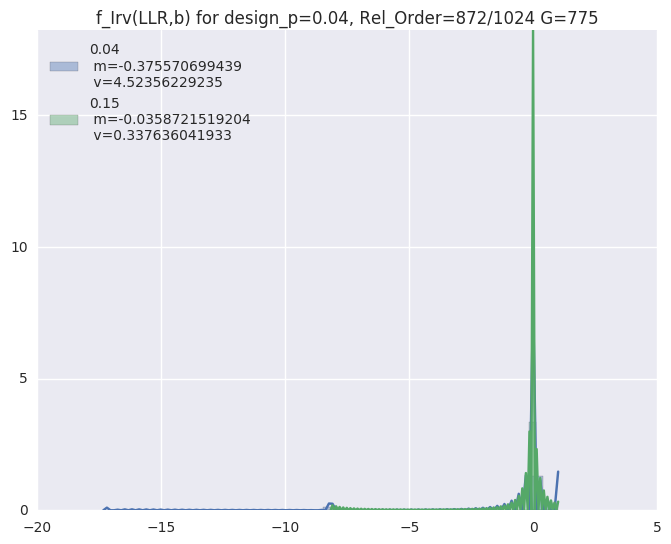 f_Irv(LLR,b) for design_p=0.04, Rel_Order=872/1024 G=775
0.04
m=-0.375570699439
v=4.52356229235
0.15
m=-0.0358721519204
v=0.337636041933
15
10
5
0
−20
−15
−10
−5
0
5